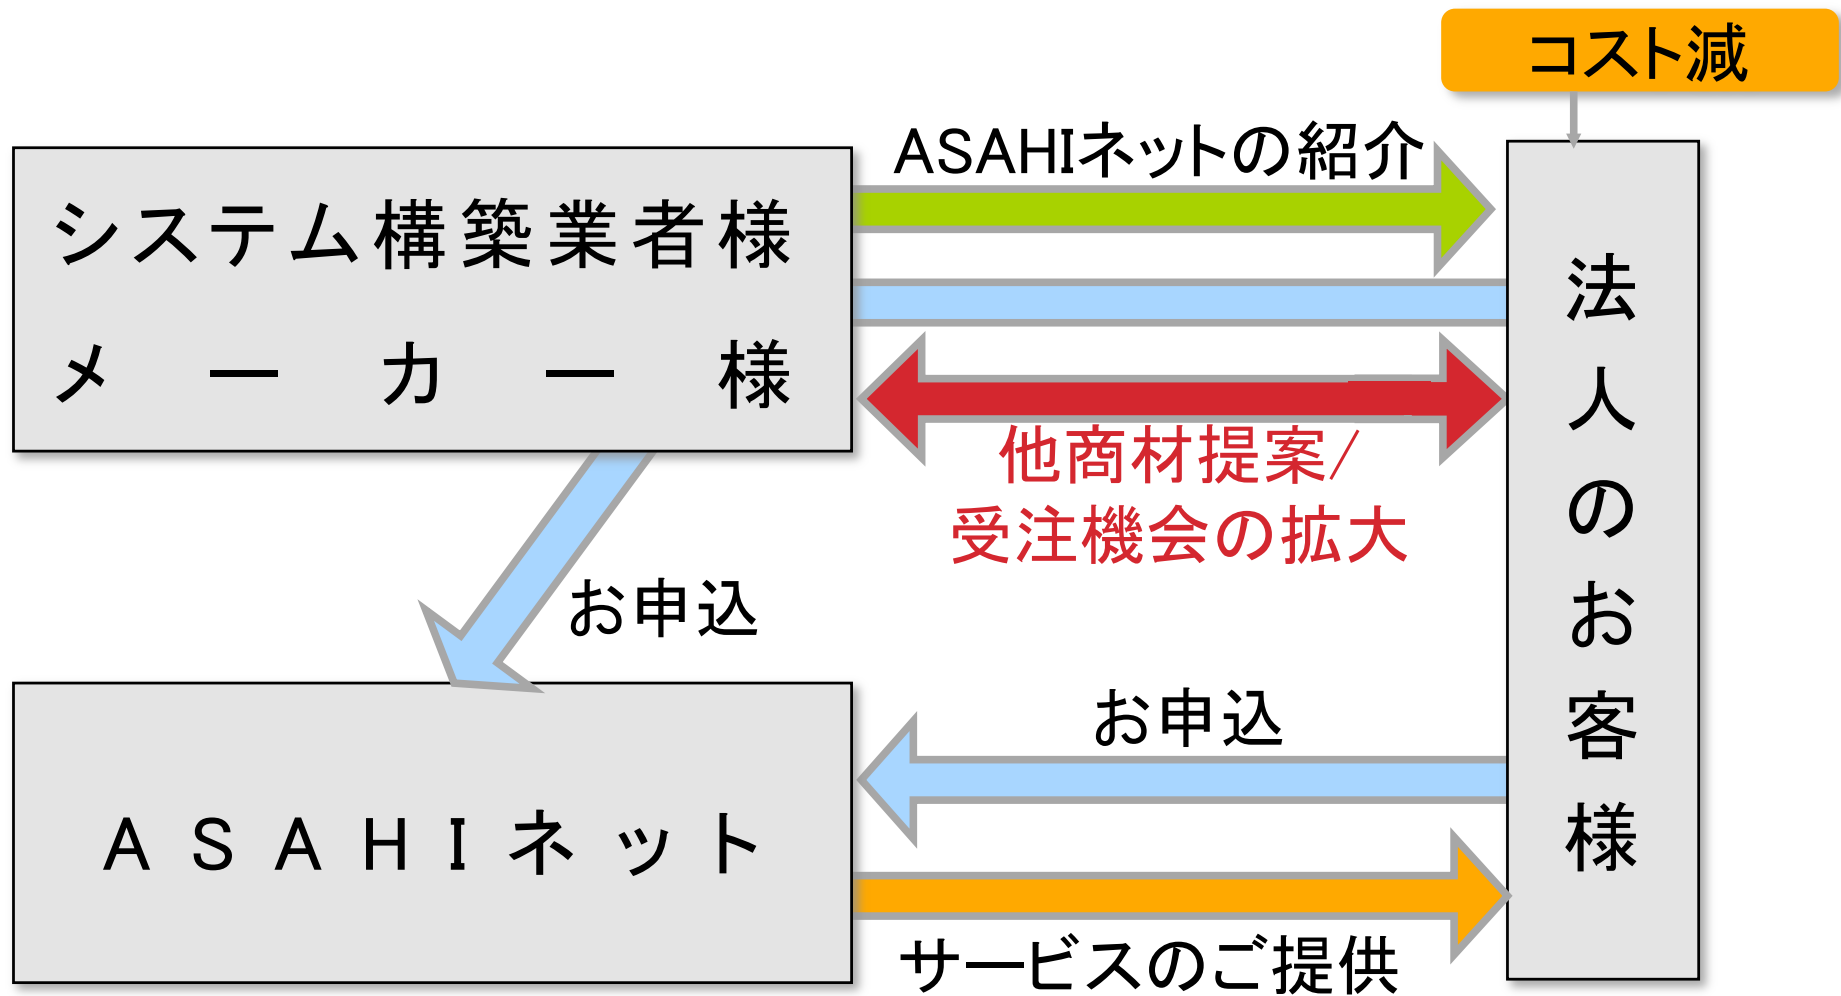 コスト減
ASAHIネットの紹介
システム構築業者様
メーカー様
他商材提案/
受注機会の拡大
法人のお客様
お申込
お申込
ASAHIネット
サービスのご提供